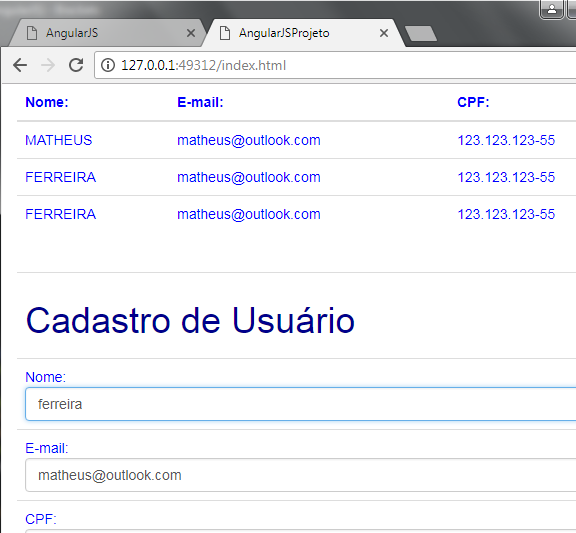 AngularJS
AngularJSProjeto
127.0.0.1:49312/index.html
Nome: E-mail: CPF:
MATHEUS matheus@outlook.com 123.123.123-55
FERREIRA matheus@outlook.com 123.123.123-55
FERREIRA matheus@outlook.com 123.123.123-55
Cadastro de Usuário
Nome:
ferreira
E-mail:
matheus@outlook.com
CPF: